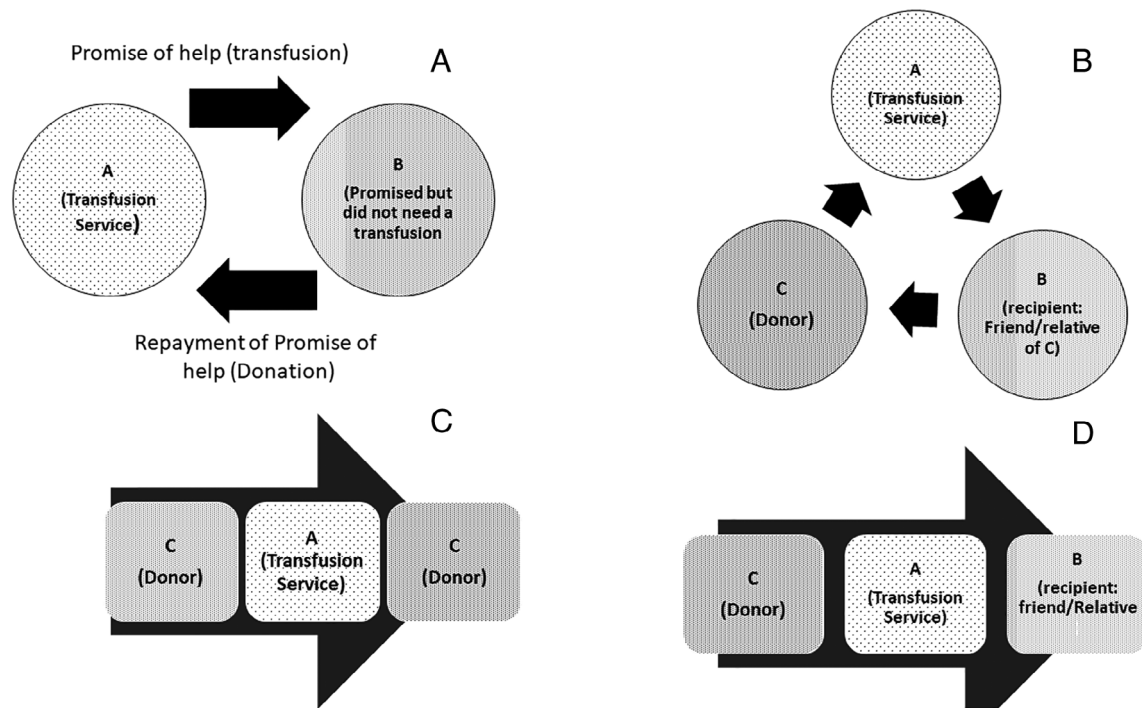 Promise of help (transfusion)
A
A
(Transfusion
Service)
B
(Promised but
did not need a
transfusion
Repayment of Promise of
help (Donation)
B
A
(Transfusion
Service)
C
(Donor)
B
(recipient:
Friend/relative
of C)
C
C
(Donor)
A
(Transfusion
Service)
C
(Donor)
D
C
(Donor)
A
(Transfusion
Service)
B
(recipient:
friend/Relative